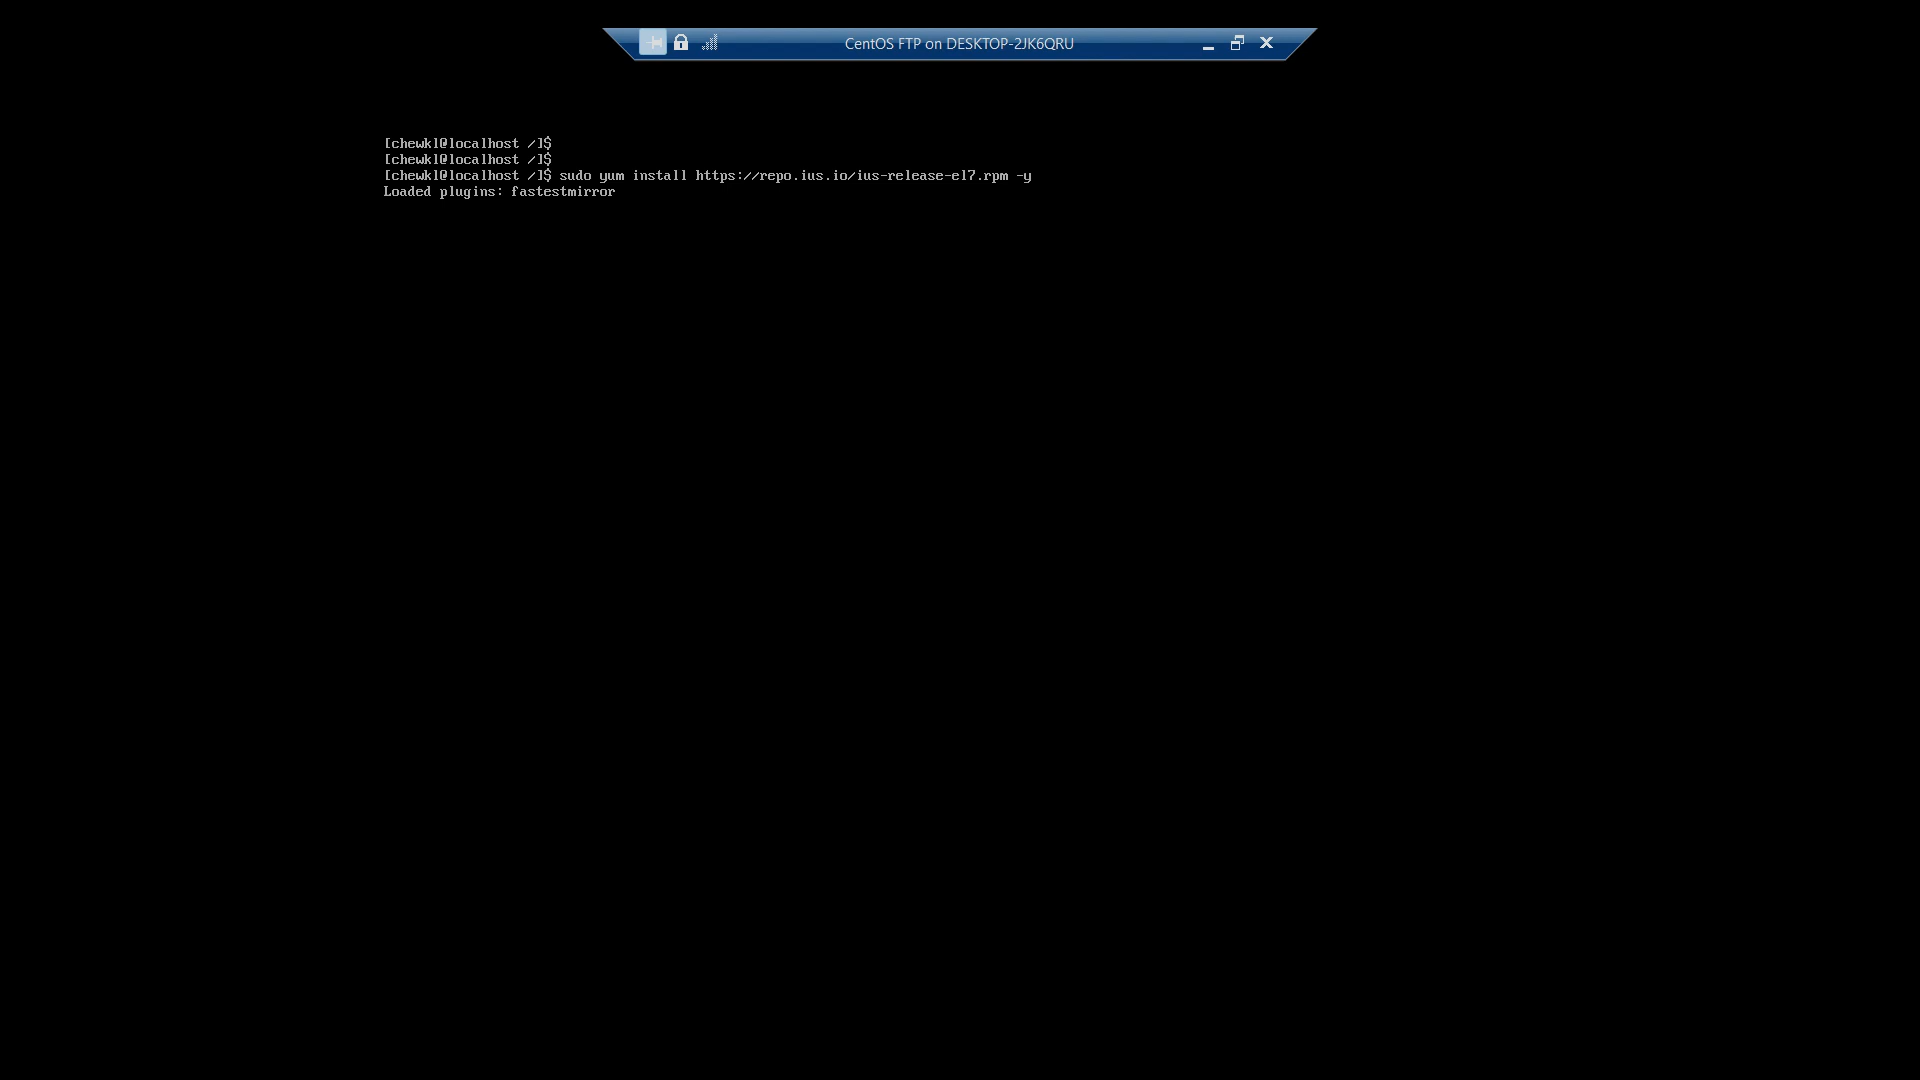 CentOS FTP on DESKTOP-2JK6QRU
[chewkl@localhost /]$
[chewkl@localhost /]$
[chewkl@localhost /]$ sudo yum install https://repo.ius.io/ius-release-el7.rpm -y
Loaded plugins: fastestmirror